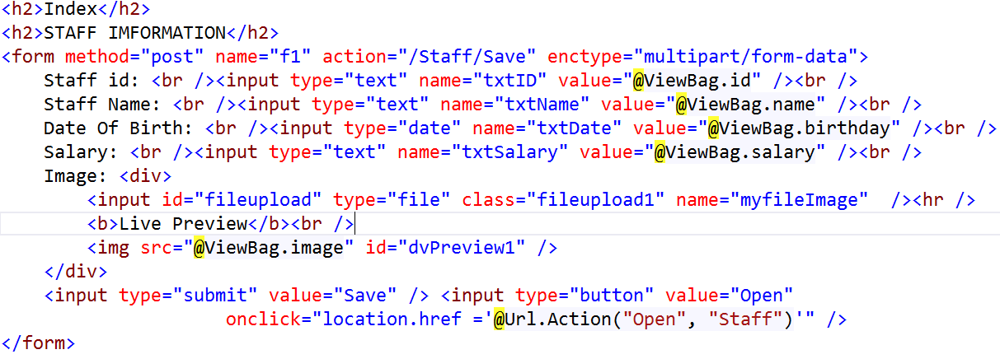 <h2>Index</h2>
<h2>STAFF IMFORMATION</h2>
<form method="post" name="f1" action="/Staff/Save" enctype="multipart/form-data">
    Staff id: <br /><input type="text" name="txtID" value="@ViewBag.id" /><br />
    Staff Name: <br /><input type="text" name="txtName" value="@ViewBag.name" /><br />
    Date Of Birth: <br /><input type="date" name="txtDate" value="@ViewBag.birthday" /><br />
    Salary: <br /><input type="text" name="txtSalary" value="@ViewBag.salary" /><br />
    Image: <div>
        <input id="fileupload" type="file" class="fileupload1" name="myfileImage"  /><hr />
        <b>Live Preview</b><br />
        <img src="@ViewBag.image" id="dvPreview1" />
    </div>
    <input type="submit" value="Save" /> <input type="button" value="Open"
                     onclick="location.href ='@Url.Action("Open", "Staff")'" />
</form>